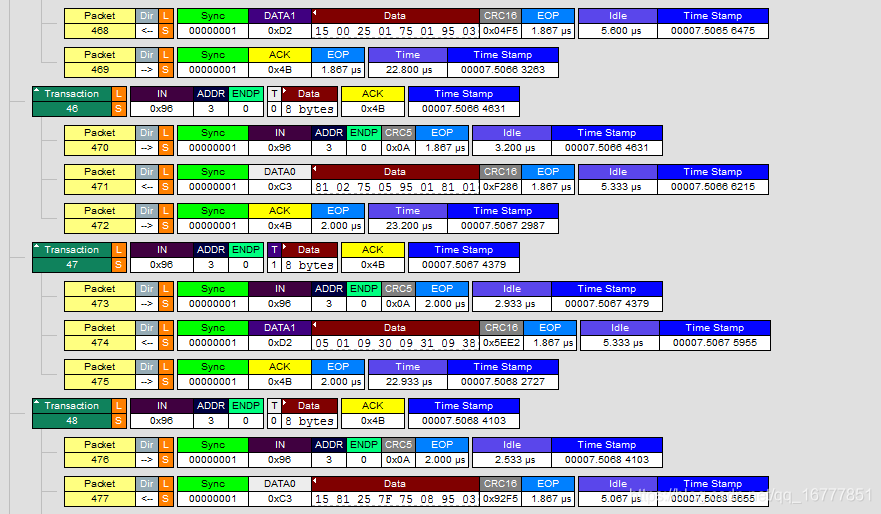 Packet Dir L Sync DATA1 Data CRC16 EOP Idle Time Stamp
468 <-- S 00000001 0xD2 15 00 25 01 75 01 95 03 0x04F5 1.867 µs 5.600 µs 00007.5065 6475
Packet Dir L Sync ACK EOP Time Time Stamp
469 --> S 00000001 0x4B 1.867 µs 22.800 µs 00007.5066 3263
Transaction L IN ADDR ENDP T Data ACK Time Stamp
46 S 0x96 3 0 0 8 bytes 0x4B 00007.5066 4631
Packet Dir L Sync IN ADDR ENDP CRC5 EOP Idle Time Stamp
470 --> S 00000001 0x96 3 0 0x0A 1.867 µs 3.200 µs 00007.5066 4631
Packet Dir L Sync DATA0 Data CRC16 EOP Idle Time Stamp
471 <-- S 00000001 0xC3 81 02 75 05 95 01 81 01 0xF286 1.867 µs 5.333 µs 00007.5066 6215
Packet Dir L Sync ACK EOP Time Time Stamp
472 --> S 00000001 0x4B 2.000 µs 23.200 µs 00007.5067 2987
Transaction L IN ADDR ENDP T Data ACK Time Stamp
47 S 0x96 3 0 1 8 bytes 0x4B 00007.5067 4379
Packet Dir L Sync IN ADDR ENDP CRC5 EOP Idle Time Stamp
473 --> S 00000001 0x96 3 0 0x0A 2.000 µs 2.933 µs 00007.5067 4379
Packet Dir L Sync DATA1 Data CRC16 EOP Idle Time Stamp
474 <-- S 00000001 0xD2 05 01 09 30 09 31 09 38 0x5EE2 1.867 µs 5.333 µs 00007.5067 5955
Packet Dir L Sync ACK EOP Time Time Stamp
475 --> S 00000001 0x4B 2.000 µs 22.933 µs 00007.5068 2727
Transaction L IN ADDR ENDP T Data ACK Time Stamp
48 S 0x96 3 0 0 8 bytes 0x4B 00007.5068 4103
Packet Dir L Sync IN ADDR ENDP CRC5 EOP Idle Time Stamp
476 --> S 00000001 0x96 3 0 0x0A 2.000 µs 2.533 µs 00007.5068 4103
Packet Dir L Sync DATA0 Data CRC16 EOP Idle Time Stamp
477 <-- S 00000001 0xC3 15 81 25 7F 75 08 95 03 0x92F5 1.867 µs 5.067 µs 00007.5068 5655